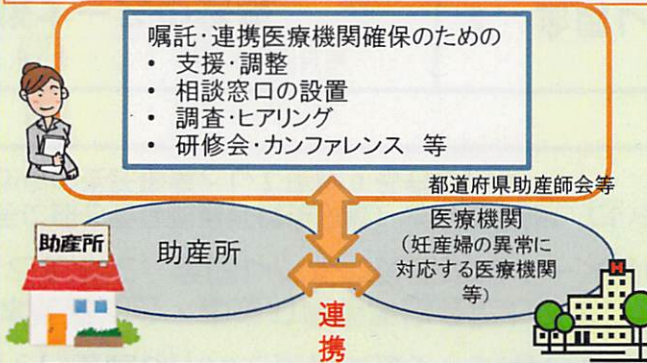 嘱託・連携医療機関確保のための
• 支援・調整
• 相談窓口の設置
• 調査・ヒアリング
• 研修会・カンファレンス　等
都道府県助産師会等
助産所
助産所
医療機関
（妊産婦の異常に
対応する医療機関
等）
H
連
携